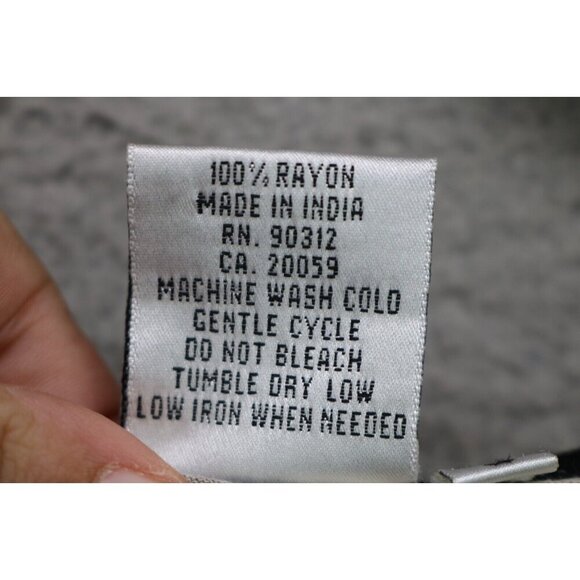 100% RAYON
MADE IN INDIA
RN. 90312
CA. 20059
MACHINE WASH COLD
GENTLE CYCLE
DO NOT BLEACH
TUMBLE DRY LOW
LOW IRON WHEN NEEDED